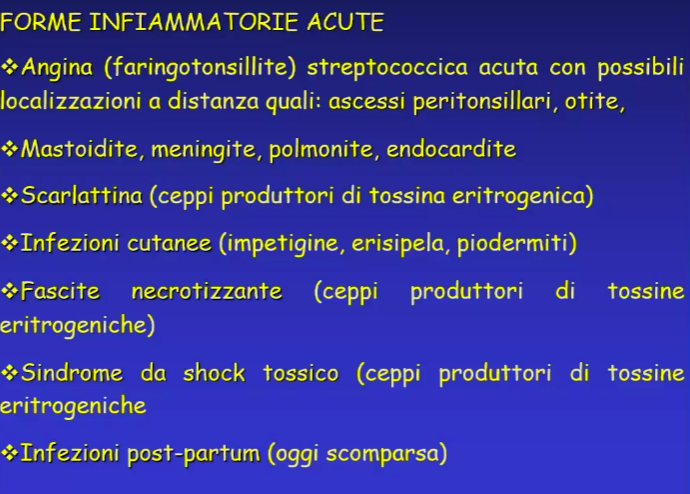 FORME INFIAMMATORIE ACUTE
❖Angina (faringotonsillite) streptococcica acuta con possibili
localizzazioni a distanza quali: ascessi peritonsillari, otite,
❖Mastoidite, meningite, polmonite, endocardite
❖Scarlattina (ceppi produttori di tossina eritrogenica)
❖Infezioni cutanee (impetigine, erisipela, piodermiti)
❖Fascite necrotizzante (ceppi produttori di tossine
eritrogeniche)
❖Sindrome da shock tossico (ceppi produttori di tossine
eritrogeniche
❖Infezioni post-partum (oggi scomparsa)